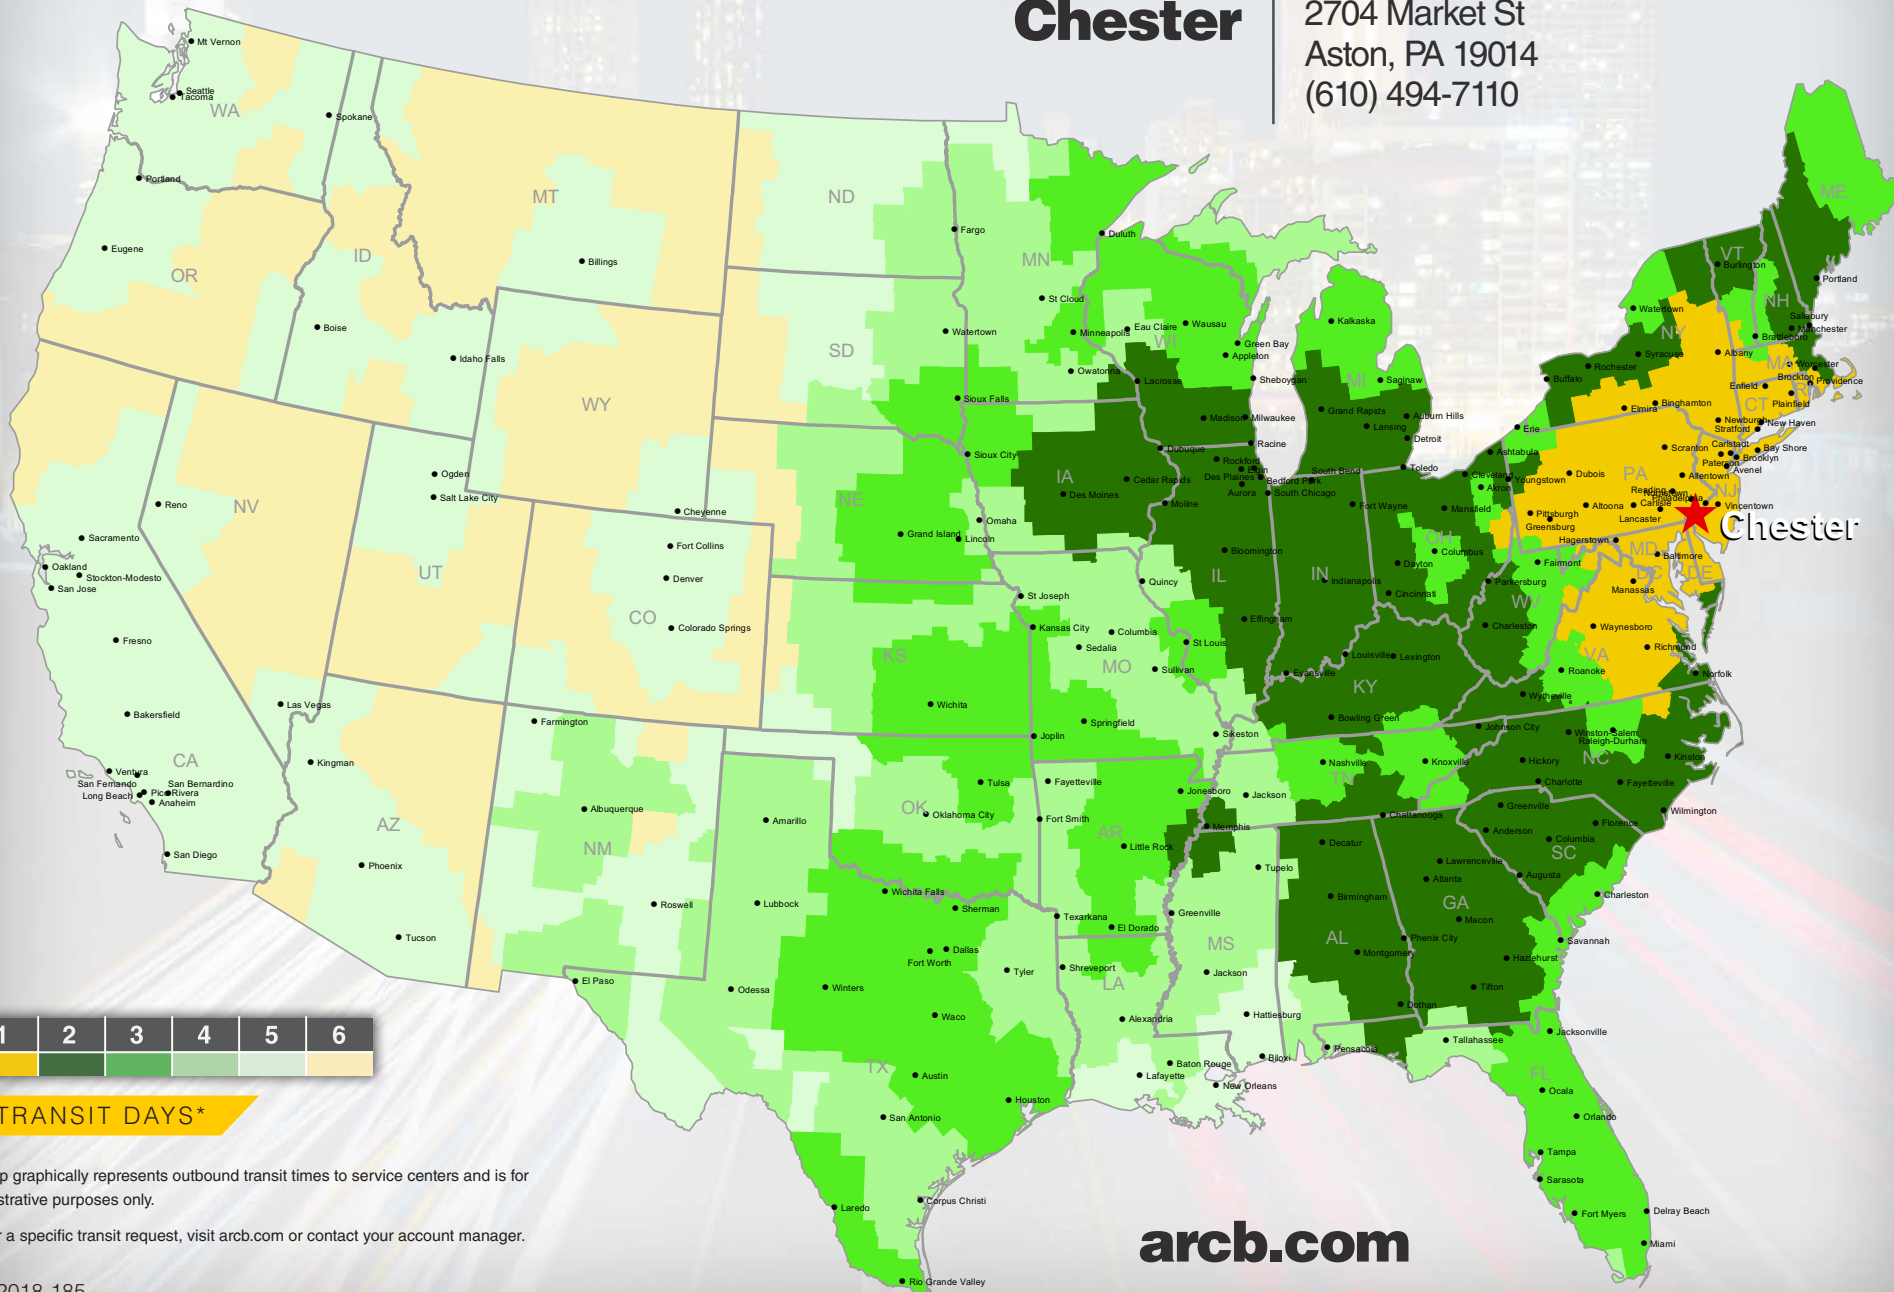 Chester
2704 Market St
Aston, PA 19014
(610) 494-7110
Mt Vernon
Seattle
Tacoma
WA
Spokane
Portland
Eugene
OR
ID
Boise
Idaho Falls
MT
Billings
WY
Cheyenne
ND
Fargo
SD
Watertown
Sioux Falls
MN
Duluth
St Cloud
Minneapolis
Owatonna
Eau Claire
Wausau
WI
Green Bay
Appleton
Sheboygan
Lacrosse
Madison
Milwaukee
Racine
Kalkaska
MI
Saginaw
Grand Rapids
Lansing
Auburn Hills
Detroit
ME
VT
Burlington
Portland
NH
Salisbury
Manchester
Watertown
NY
Brattleboro
Syracuse
Albany
Rochester
Buffalo
MA
Worcester
Brockton
Providence
RI
Enfield
Plainfield
CT
Elmira
Binghamton
Newburgh
Stratford
New Haven
Erie
Scranton
Carlstadt
Bay Shore
Paterson
Brooklyn
Avenel
Ashtabula
Cleveland
Youngstown
Akron
Dubois
PA
Allentown
Reading
Norristown
Philadelphia
NJ
Altoona
Carlisle
Lancaster
Vincentown
Pittsburgh
Greensburg
Chester
Hagerstown
MD
Baltimore
DC
DE
Manassas
Fairmont
Parkersburg
WV
Charleston
Waynesboro
VA
Richmond
Roanoke
Norfolk
Wytheville
Reno
NV
Sacramento
Oakland
Stockton-Modesto
San Jose
Fresno
Bakersfield
CA
Ventura
San Fernando
San Bernardino
Long Beach
Pico Rivera
Anaheim
San Diego
Las Vegas
Ogden
Salt Lake City
UT
Fort Collins
Denver
CO
Colorado Springs
Kingman
AZ
Phoenix
Tucson
Farmington
Albuquerque
NM
Roswell
NE
Grand Island
Lincoln
Omaha
Sioux City
IA
Cedar Rapids
Des Moines
Dubuque
Moline
Rockford
Elgin
Des Plaines
Bedford Park
Aurora
South Chicago
South Bend
Toledo
Fort Wayne
Mansfield
OH
Columbus
Dayton
Cincinnati
Bloomington
IL
IN
Indianapolis
Quincy
Effingham
St Joseph
Kansas City
Columbia
Sedalia
MO
St Louis
Sullivan
KS
Wichita
Springfield
Joplin
Sikeston
Evansville
Louisville
Lexington
KY
Bowling Green
Johnson City
Winston-Salem
Raleigh-Durham
NC
Hickory
Kinston
Charlotte
Fayetteville
Wilmington
Nashville
TN
Knoxville
Jackson
Chattanooga
Memphis
Greenville
Anderson
Florence
Columbia
SC
Charleston
Tulsa
OK
Oklahoma City
Fayetteville
Fort Smith
AR
Jonesboro
Little Rock
El Dorado
Texarkana
Amarillo
Lubbock
Wichita Falls
Sherman
Dallas
Fort Worth
Tyler
El Paso
Odessa
Winters
Waco
TX
Austin
Houston
San Antonio
Corpus Christi
Laredo
Rio Grande Valley
Shreveport
LA
Alexandria
Baton Rouge
Lafayette
New Orleans
Greenville
Tupelo
MS
Jackson
Hattiesburg
Biloxi
Decatur
Birmingham
AL
Montgomery
Dothan
Pensacola
Lawrenceville
Atlanta
Augusta
GA
Macon
Phenix City
Hazlehurst
Tifton
Savannah
Tallahassee
Jacksonville
FL
Ocala
Orlando
Tampa
Sarasota
Fort Myers
Delray Beach
Miami
1 2 3 4 5 6
TRANSIT DAYS*
p graphically represents outbound transit times to service centers and is for
strative purposes only.
r a specific transit request, visit arcb.com or contact your account manager.
arcb.com
2018-185